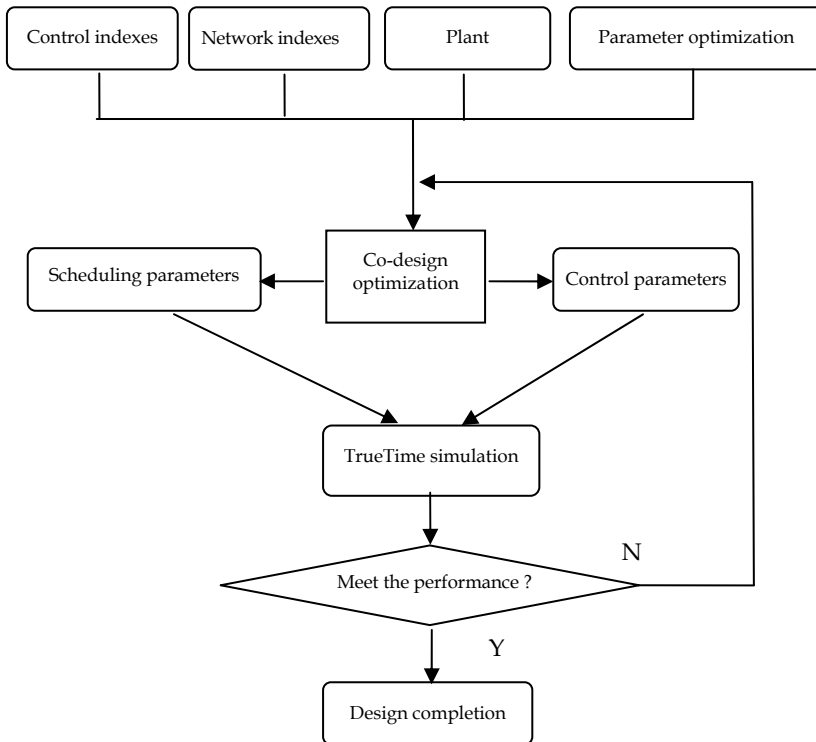 Control indexes
Network indexes
Plant
Parameter optimization
Co-design
optimization
Scheduling parameters
Control parameters
TrueTime simulation
N
Meet the performance ?
Y
Design completion